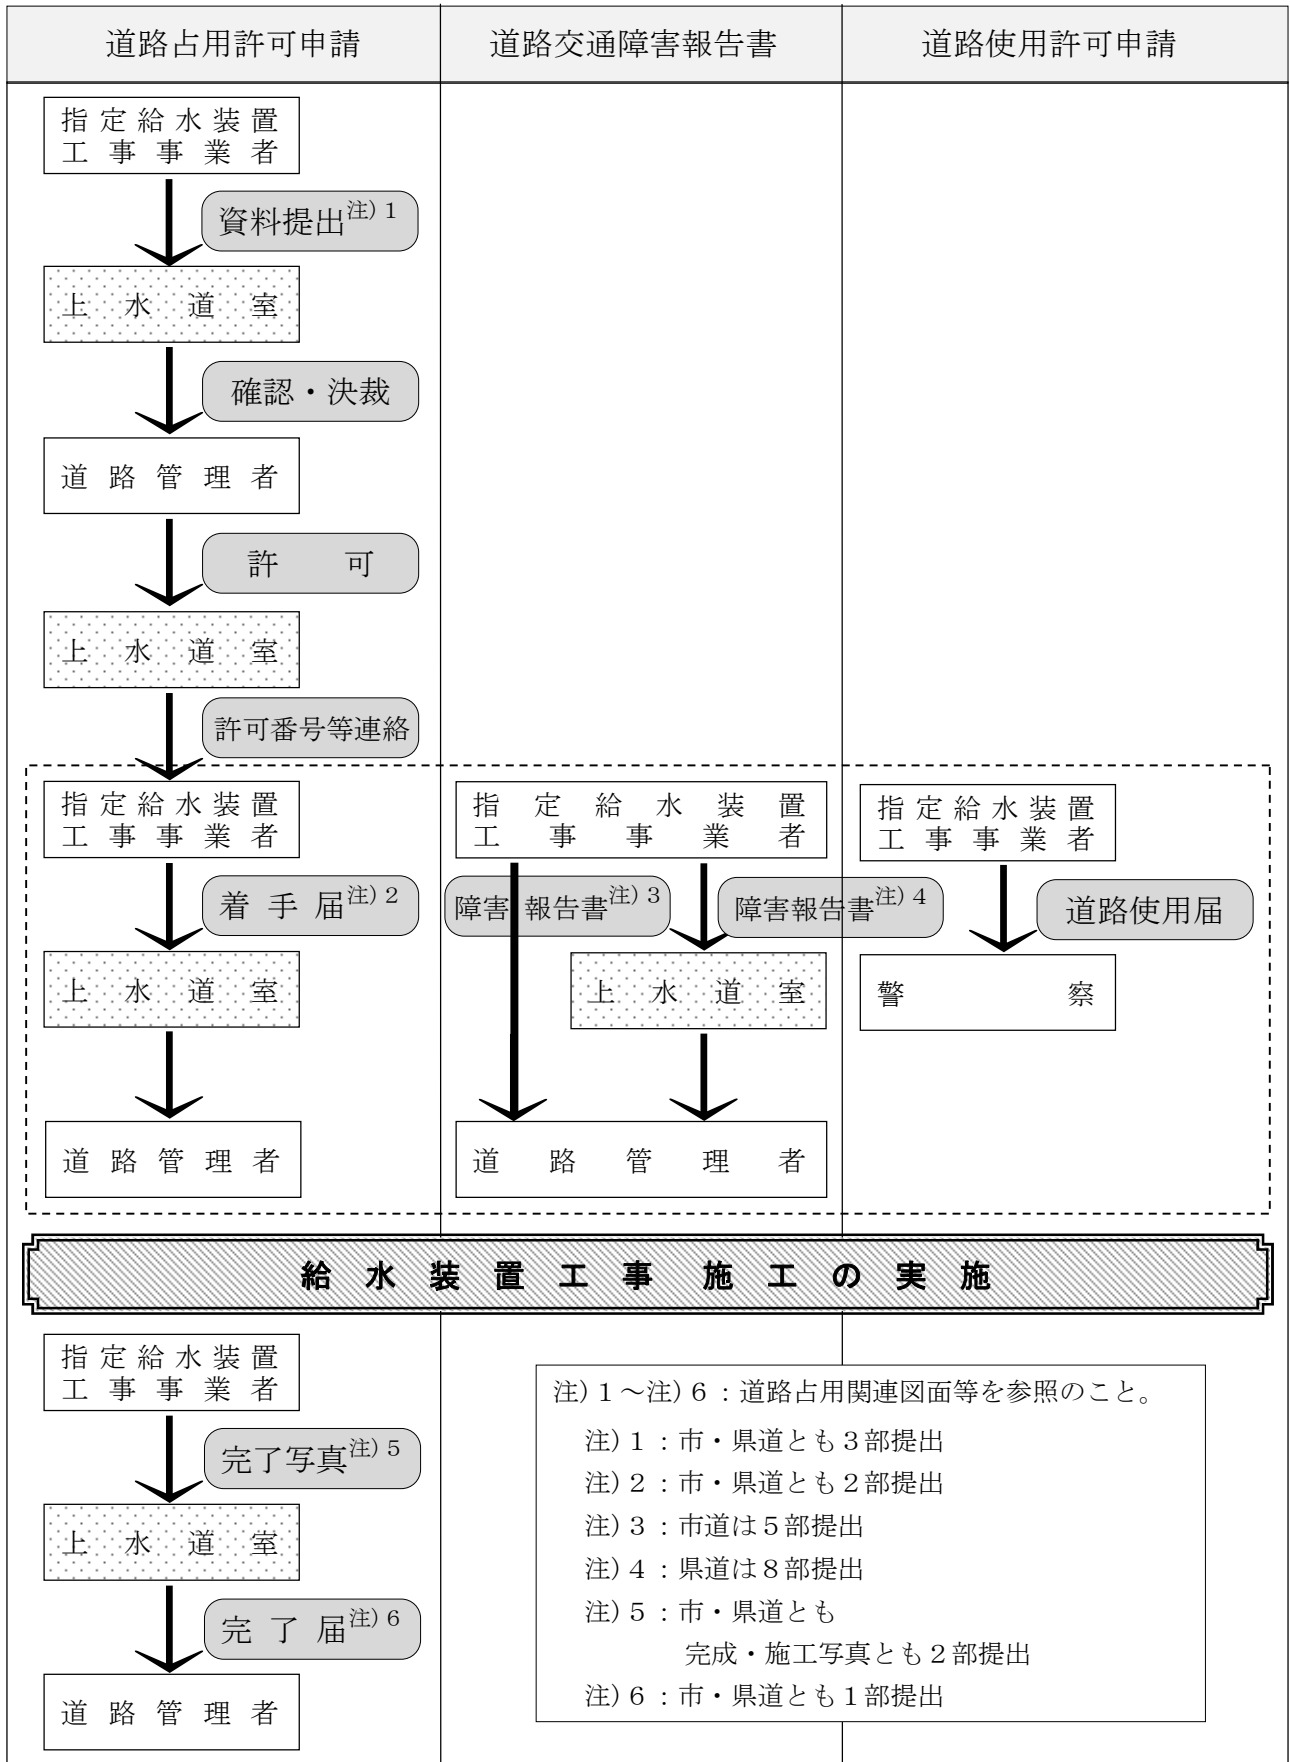 道路占用許可申請
道路交通障害報告書
道路使用許可申請
指定給水装置
工事事業者
資料提出注)1
上水道室
確認・決裁
道路管理者
許可
上水道室
許可番号等連絡
指定給水装置
工事事業者
着手届注)2
上水道室
道路管理者
指定給水装置
工事事業者
障害報告書注)3
障害報告書注)4
上水道室
道路管理者
指定給水装置
工事事業者
道路使用届
警察
給水装置工事施工の実施
指定給水装置
工事事業者
完了写真注)5
上水道室
完了届注)6
道路管理者
注)1～注)6:道路占用関連図面等を参照のこと。
注)1:市・県道とも3部提出
注)2:市・県道とも2部提出
注)3:市道は5部提出
注)4:県道は8部提出
注)5:市・県道とも
完成・施工写真とも2部提出
注)6:市・県道とも1部提出